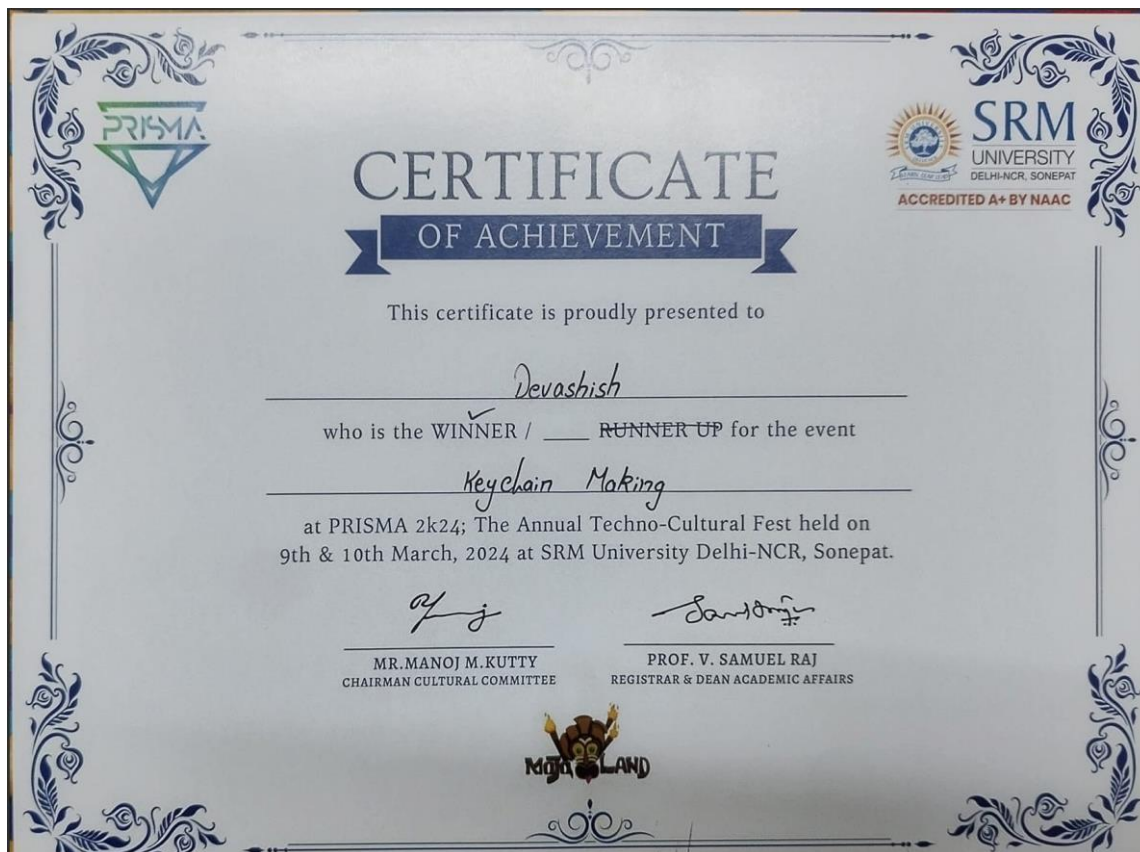 PRISMA
SRM
UNIVERSITY
DELHI-NCR, SONEPAT
ACCREDITED A+ BY NAAC
CERTIFICATE
OF ACHIEVEMENT
This certificate is proudly presented to
Devashish
who is the WINNER / ____ RUNNER UP for the event
Keychain Making
at PRISMA 2k24; The Annual Techno-Cultural Fest held on
9th & 10th March, 2024 at SRM University Delhi-NCR, Sonepat.
MR.MANOJ M.KUTTY
CHAIRMAN CULTURAL COMMITTEE
PROF. V. SAMUEL RAJ
REGISTRAR & DEAN ACADEMIC AFFAIRS
MOJO LAND